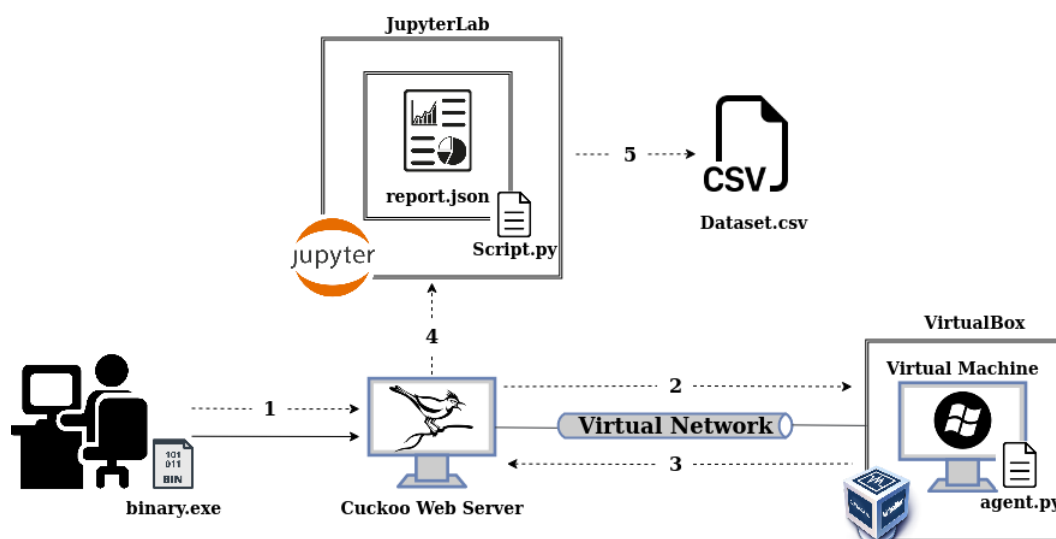 JupyterLab
report.json
Script.py
jupyter
5
CSV
Dataset.csv
4
VirtualBox
Virtual Machine
agent.py
1
2
Virtual Network
3
101
011
BIN
binary.exe
Cuckoo Web Server